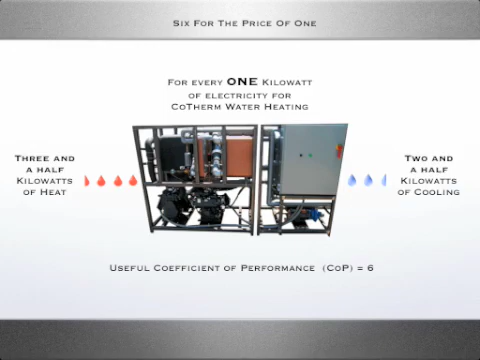 Six For The Price Of One
For every ONE Kilowatt
of electricity for
CoTherm Water Heating
Three and
a half
Kilowatts
of Heat
Two and
a half
Kilowatts
of Cooling
Useful Coefficient of Performance (CoP) = 6